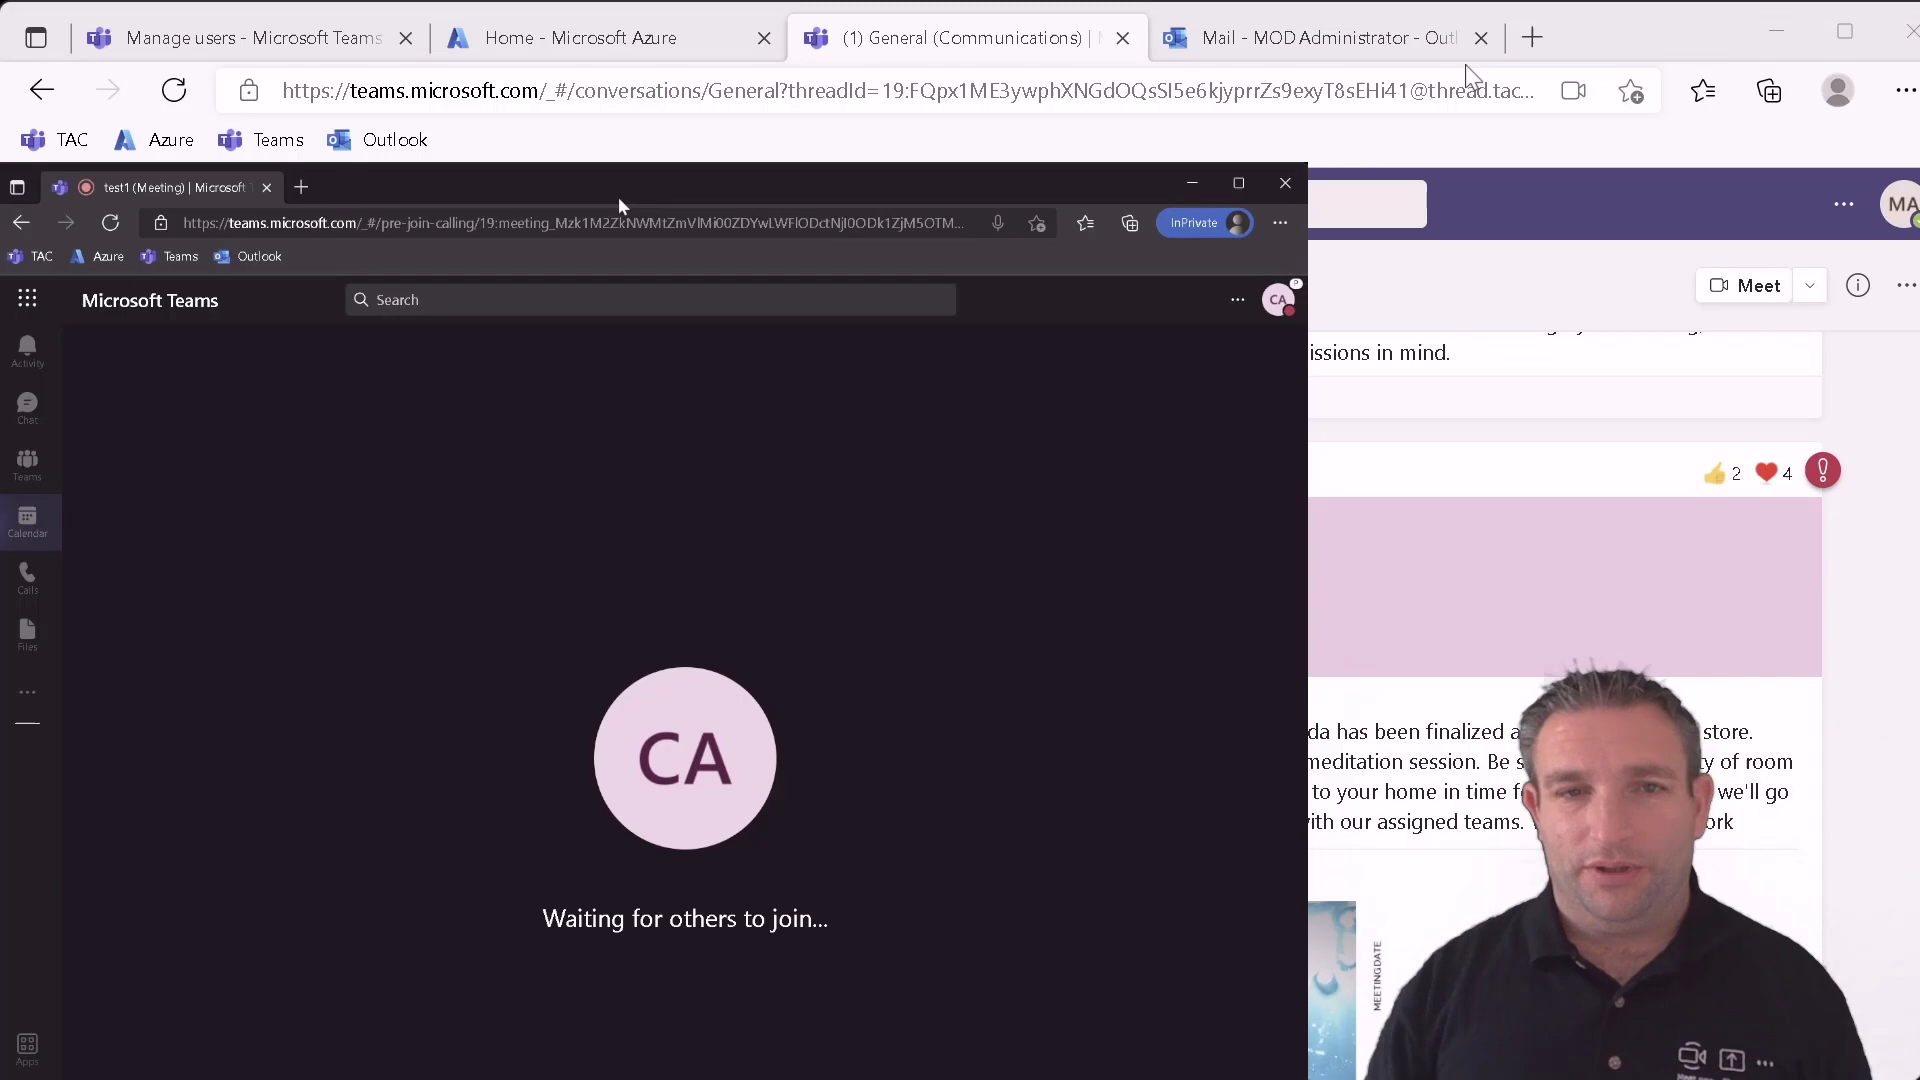 Manage users - Microsoft Teams
Home - Microsoft Azure
(1) General (Communications) |
Mail - MOD Administrator - Out
https://teams.microsoft.com/_#/conversations/General?threadId=19:FQpx1ME3ywphXNGdOQsSI5e6kjyprrZs9exyT8sEHi41@thread.tac...
TAC
Azure
Teams
Outlook
test1 (Meeting) | Microsoft
https://teams.microsoft.com/_#/pre-join-calling/19:meeting_Mzk1M2ZkNWMtZmVlMi00ZDYwLWFlODctNjI0ODk1ZjM5OTM...
InPrivate
TAC
Azure
Teams
Outlook
Microsoft Teams
Search
CA
MA
Meet
Activity
Chat
Teams
Calendar
Calls
Files
Apps
issions in mind.
2
4
CA
Waiting for others to join...
da has been finalized a store.
meditation session. Be s ty of room
to your home in time f we'll go
ith our assigned teams. ork
MEETINGDATE